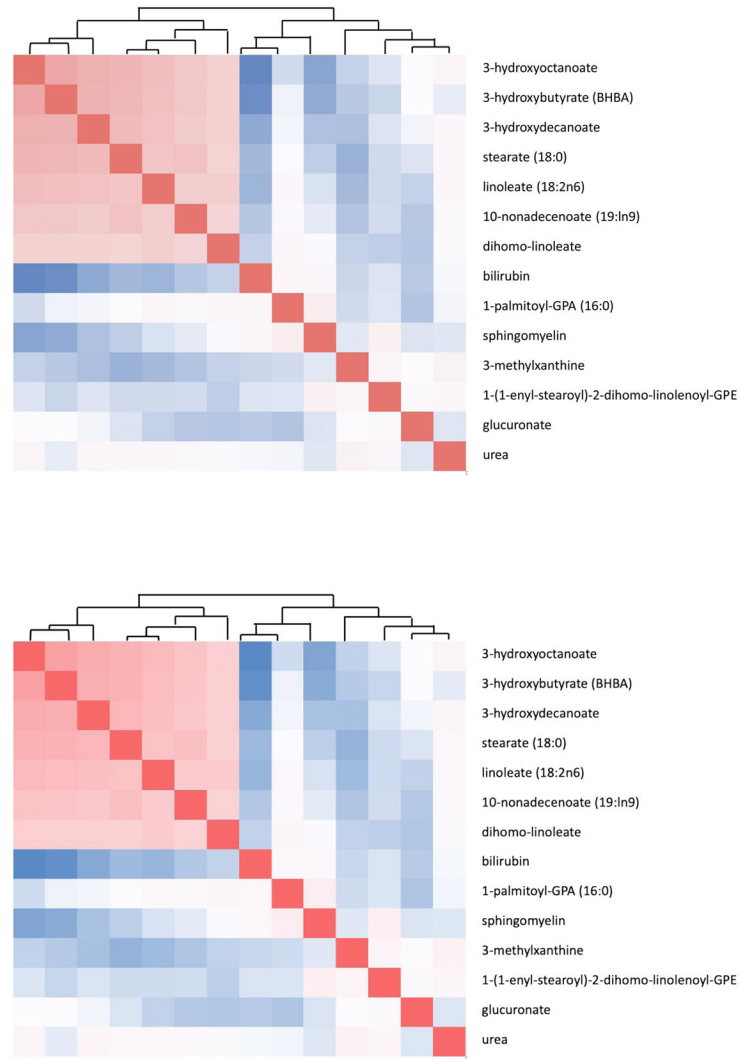 3-hydroxyoctanoate
3-hydroxybutyrate (BHBA)
3-hydroxydecanoate
stearate (18:0)
linoleate (18:2n6)
10-nonadecenoate (19:ln9)
dihomo-linoleate
bilirubin
1-palmitoyl-GPA (16:0)
sphingomyelin
3-methylxanthine
1-(1-enyl-stearoyl)-2-dihomo-linolenoyl-GPE
glucuronate
urea
3-hydroxyoctanoate
3-hydroxybutyrate (BHBA)
3-hydroxydecanoate
stearate (18:0)
linoleate (18:2n6)
10-nonadecenoate (19:ln9)
dihomo-linoleate
bilirubin
1-palmitoyl-GPA (16:0)
sphingomyelin
3-methylxanthine
1-(1-enyl-stearoyl)-2-dihomo-linolenoyl-GPE
glucuronate
urea